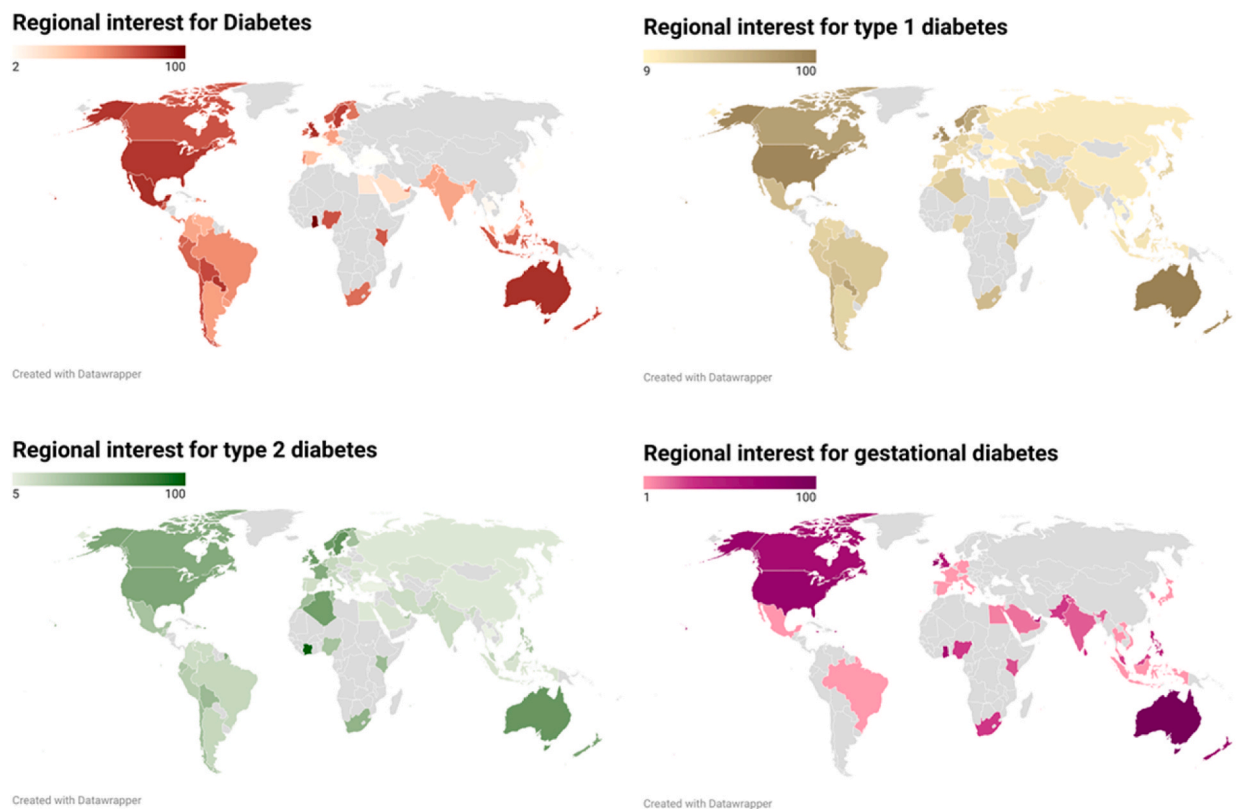 Regional interest for Diabetes
2 100
Created with Datawrapper
Regional interest for type 1 diabetes
9 100
Created with Datawrapper
Regional interest for type 2 diabetes
5 100
Created with Datawrapper
Regional interest for gestational diabetes
1 100
Created with Datawrapper